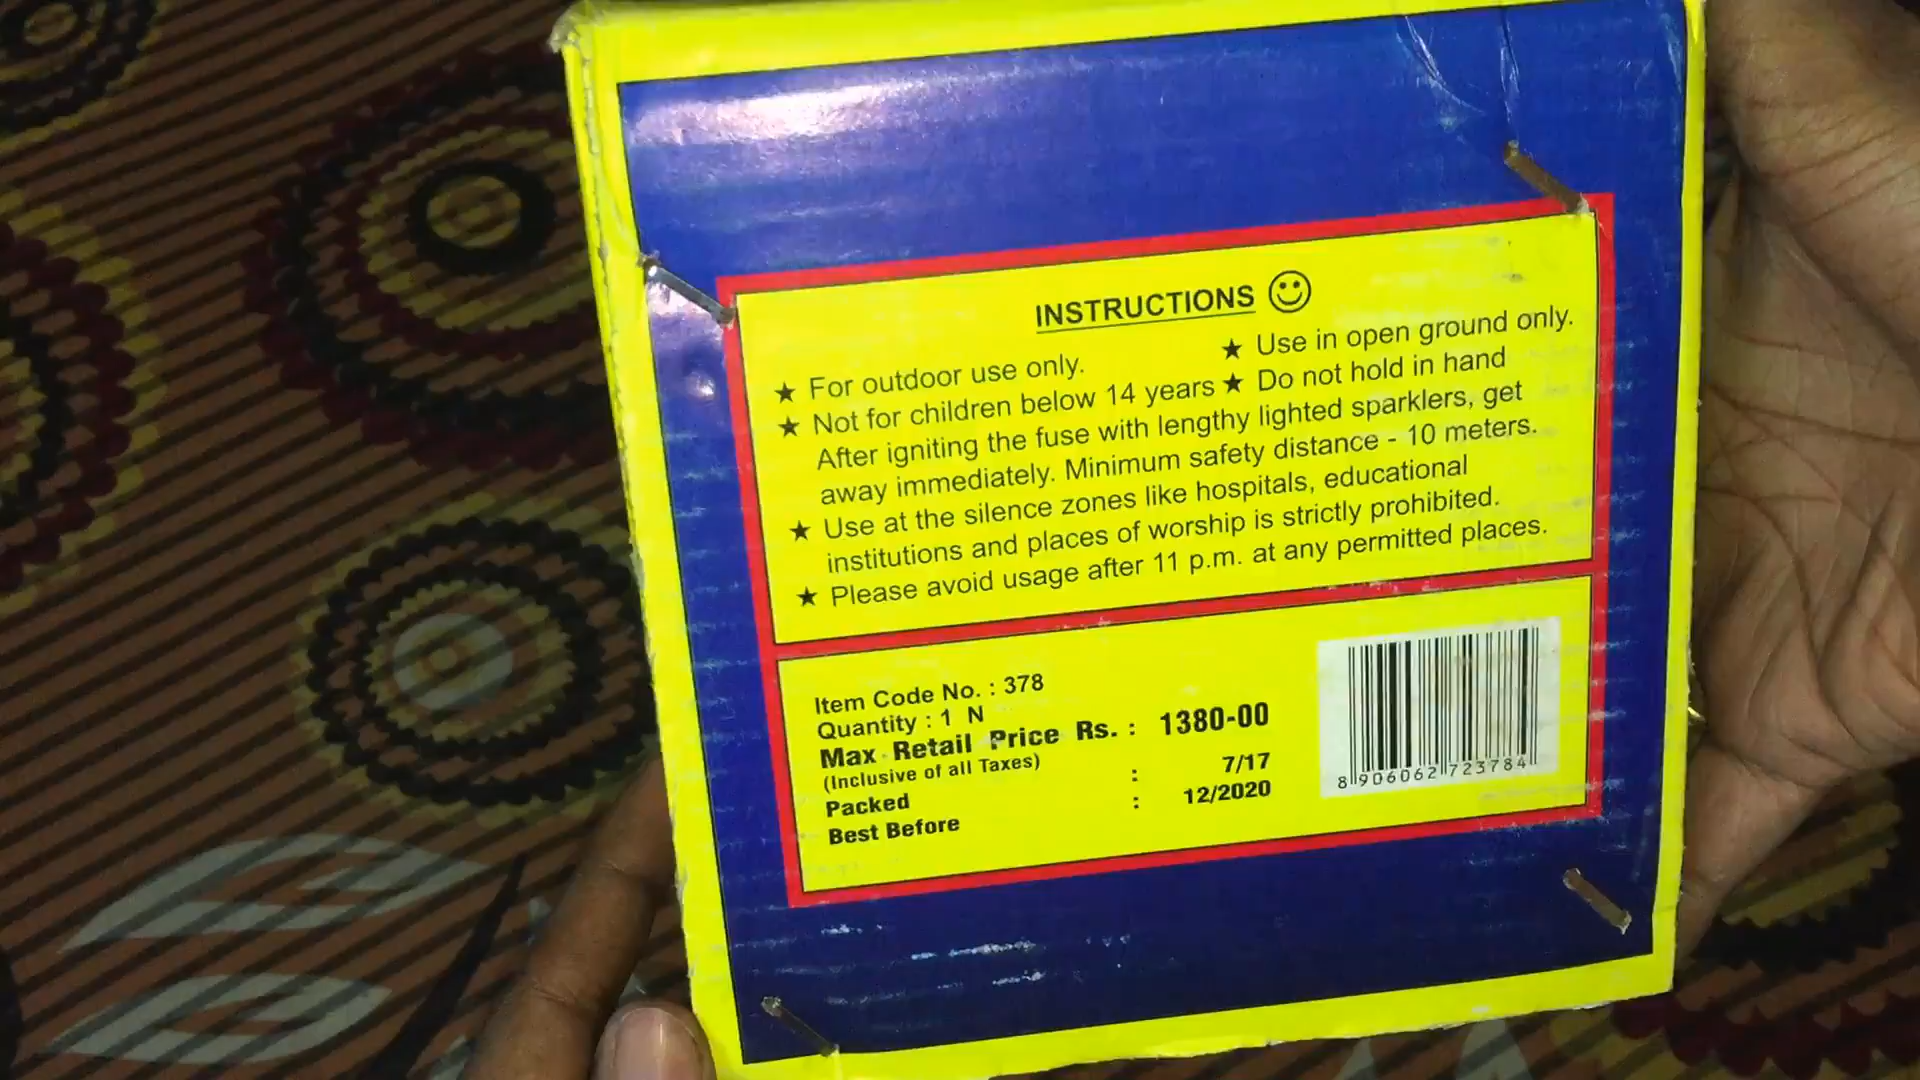 INSTRUCTIONS
★ For outdoor use only. ★ Use in open ground only.
★ Not for children below 14 years ★ Do not hold in hand
After igniting the fuse with lengthy lighted sparklers, get
away immediately. Minimum safety distance - 10 meters.
★ Use at the silence zones like hospitals, educational
institutions and places of worship is strictly prohibited.
★ Please avoid usage after 11 p.m. at any permitted places.
Item Code No. : 378
Quantity : 1 N
Max Retail Price Rs. : 1380-00
(Inclusive of all Taxes)
Packed : 7/17
Best Before : 12/2020
8 906062 723784